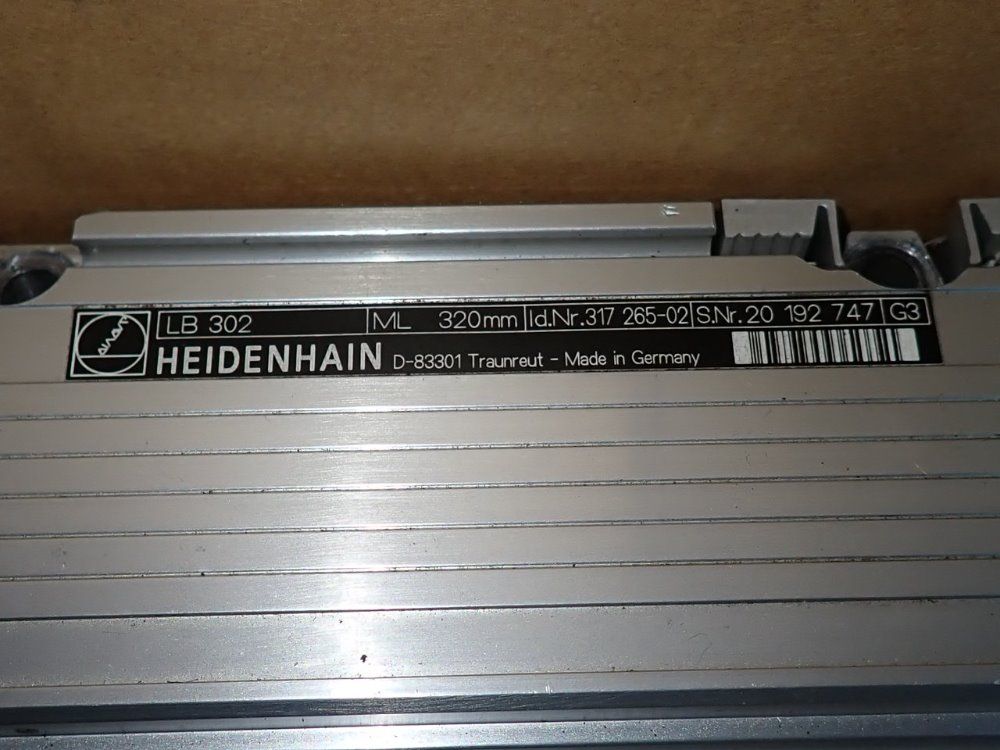 LB 302 ML 320mm Id.Nr.317 265-02 S.Nr.20 192 747 G3
HEIDENHAIN D-83301 Traunreut - Made in Germany